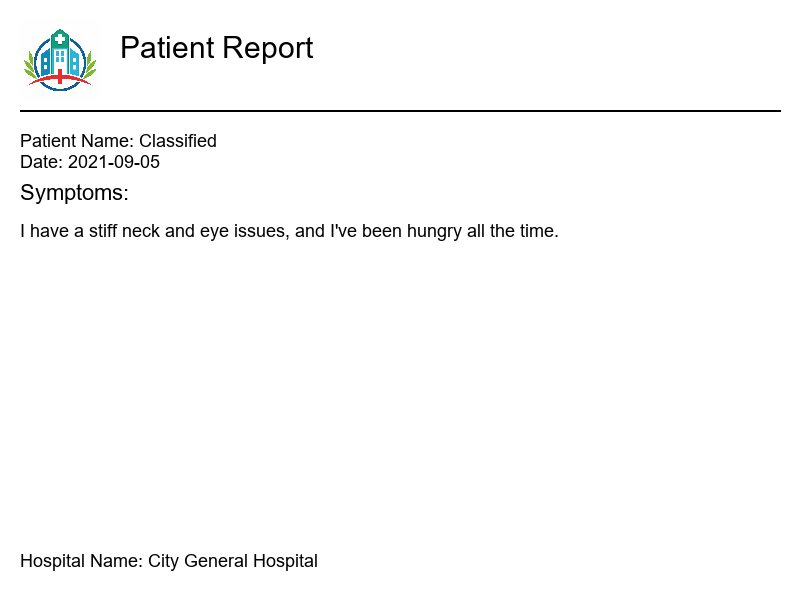 Patient Report
Patient Name: Classified
Date: 2021-09-05
Symptoms:
I have a stiff neck and eye issues, and I've been hungry all the time.
Hospital Name: City General Hospital